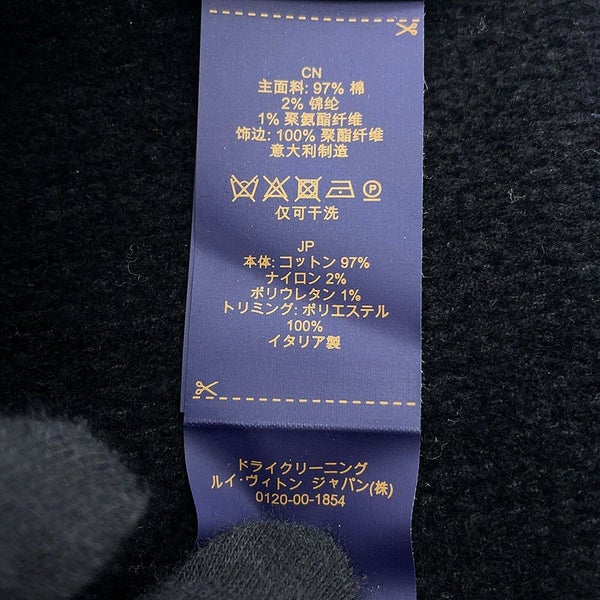 CN
主面料: 97% 棉
2% 锦纶
1% 聚氨酯纤维
饰边: 100% 聚酯纤维
意大利制造
仅可干洗
JP
本体: コットン 97%
ナイロン 2%
ポリウレタン 1%
トリミング: ポリエステル
100%
イタリア製
ドライクリーニング
ルイ・ヴィトン ジャパン(株)
0120-00-1854